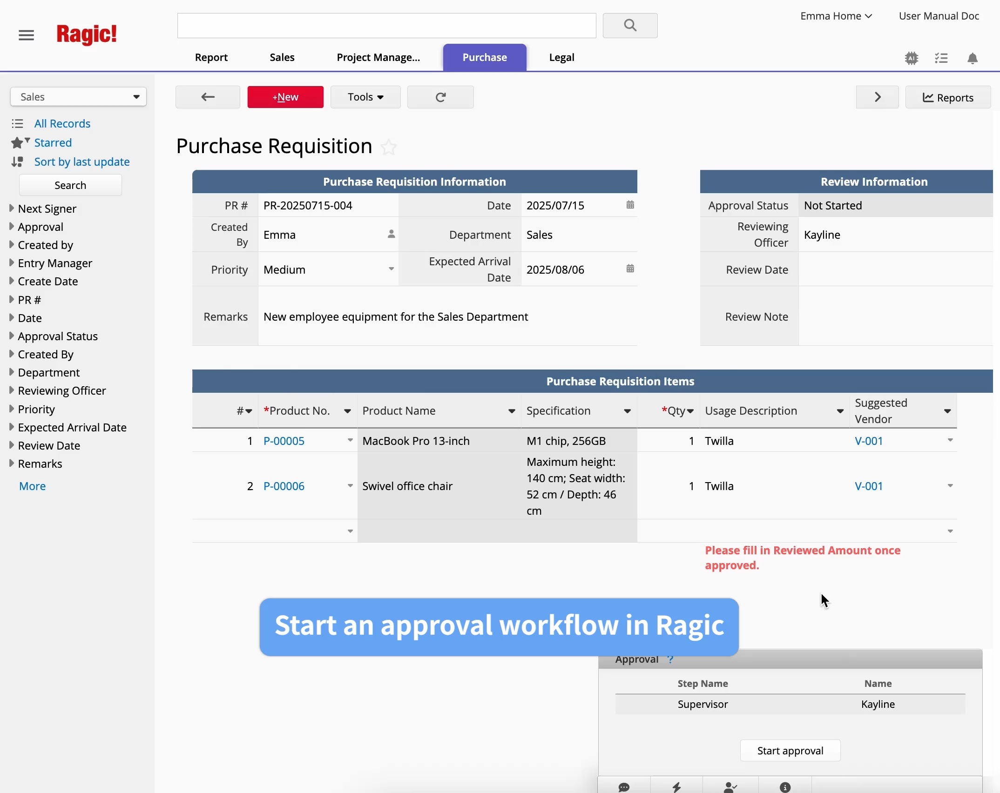 Emma Home
User Manual Doc
Ragic!
Report
Sales
Project Manage...
Purchase
Legal
AI
Sales
+New
Tools
Reports
All Records
Starred
Sort by last update
Search
Next Signer
Approval
Created by
Entry Manager
Create Date
PR #
Date
Approval Status
Created By
Department
Reviewing Officer
Priority
Expected Arrival Date
Review Date
Remarks
More
Purchase Requisition
Purchase Requisition Information
PR # PR-20250715-004 Date 2025/07/15
Created
By
Emma Department Sales
Priority Medium
Expected Arrival
Date
2025/08/06
Remarks New employee equipment for the Sales Department
Review Information
Approval Status Not Started
Reviewing
Officer
Kayline
Review Date
Review Note
Purchase Requisition Items
# *Product No. Product Name Specification *Qty Usage Description
Suggested
Vendor
1 P-00005 MacBook Pro 13-inch M1 chip, 256GB 1 Twilla V-001
2 P-00006 Swivel office chair
Maximum height:
140 cm; Seat width:
52 cm / Depth: 46
cm
1 Twilla V-001
Please fill in Reviewed Amount once
approved.
Start an approval workflow in Ragic
Approval ?
Step Name Name
Supervisor Kayline
Start approval